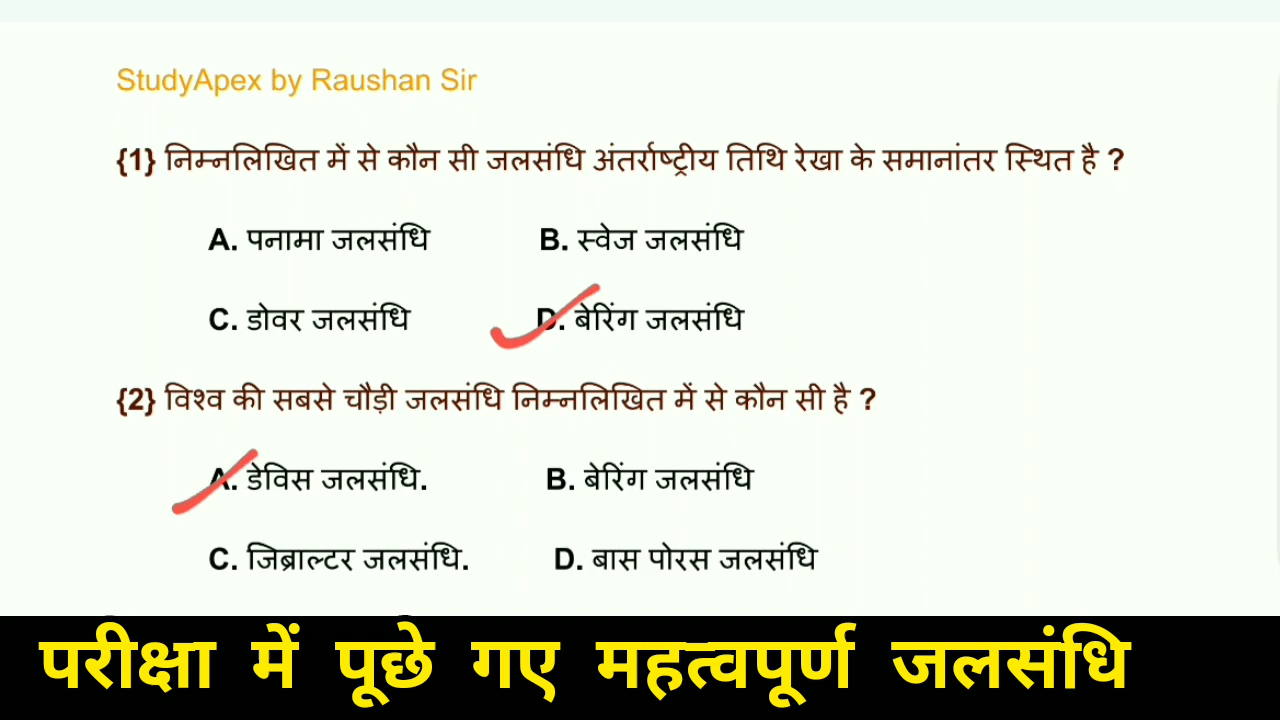 StudyApex by Raushan Sir
{1} निम्नलिखित में से कौन सी जलसंधि अंतर्राष्ट्रीय तिथि रेखा के समानांतर स्थित है ?
A. पनामा जलसंधि B. स्वेज जलसंधि
C. डोवर जलसंधि D. बेरिंग जलसंधि
{2} विश्व की सबसे चौड़ी जलसंधि निम्नलिखित में से कौन सी है ?
A. डेविस जलसंधि. B. बेरिंग जलसंधि
C. जिब्राल्टर जलसंधि. D. बास पोरस जलसंधि
परीक्षा में पूछे गए महत्वपूर्ण जलसंधि